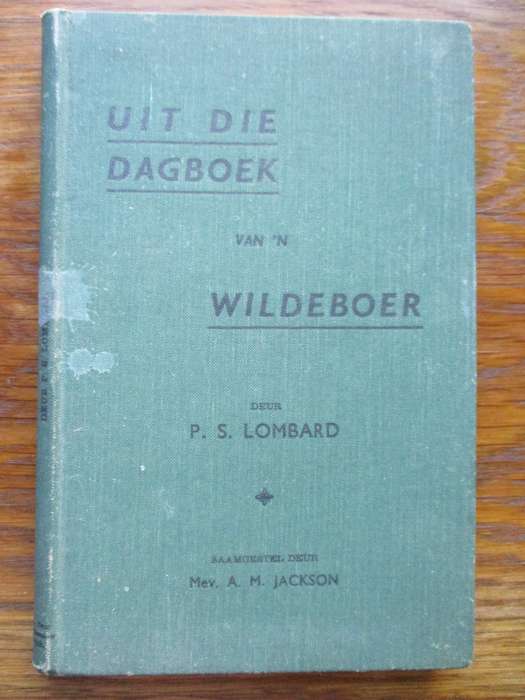 UIT DIE
DAGBOEK
VAN 'N
WILDEBOER
DEUR
P. S. LOMBARD
SAAMGESTEL DEUR
Mev. A. M. JACKSON